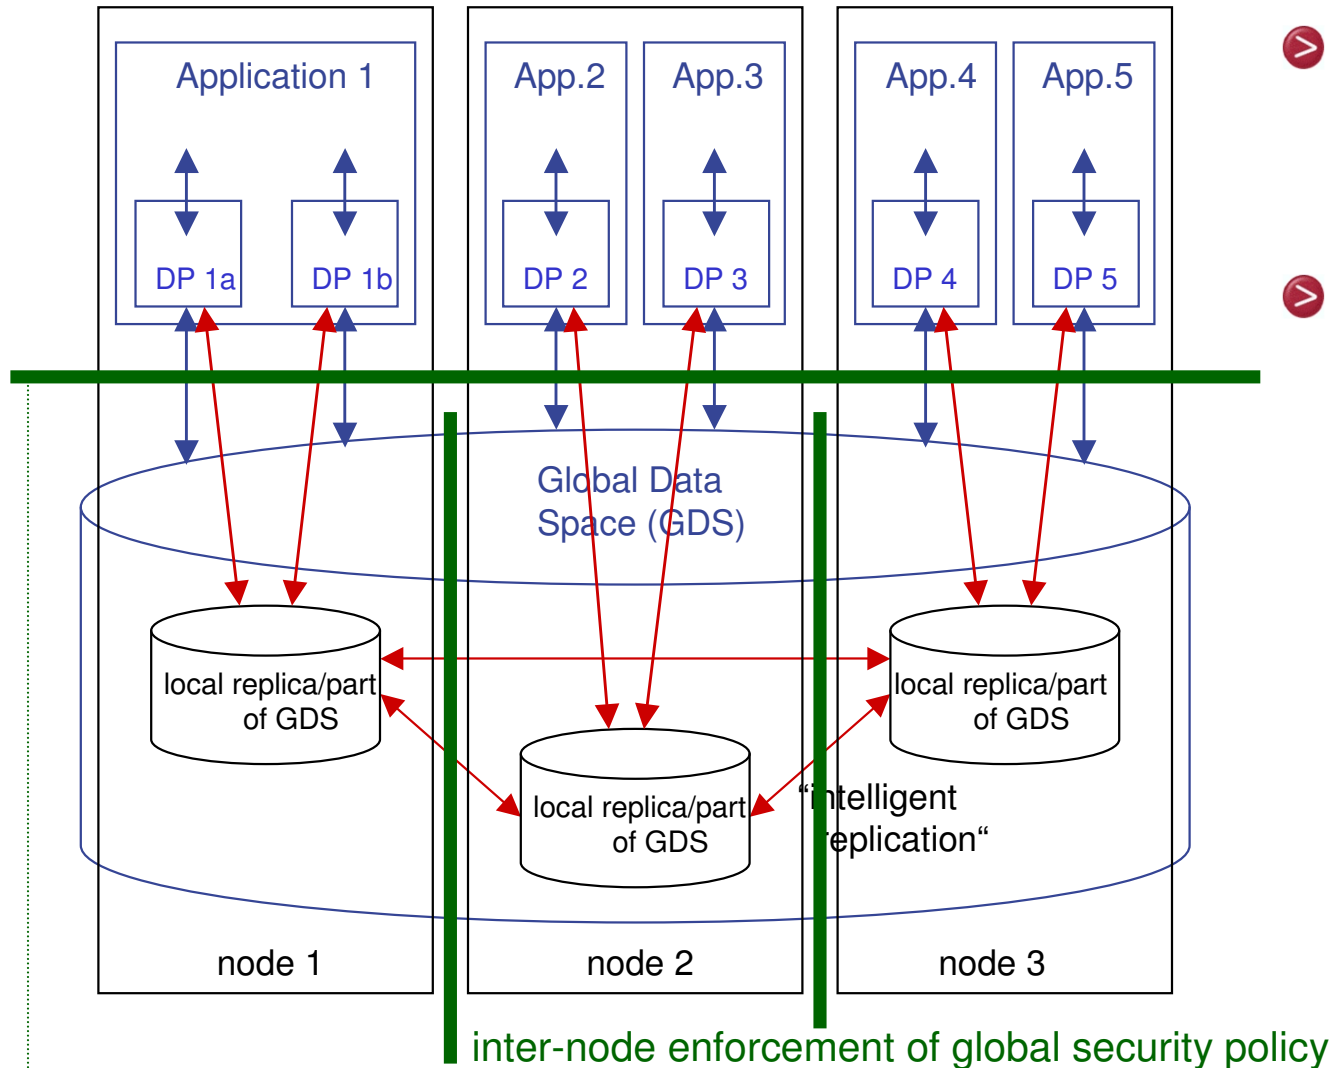 Application 1
App.2
App.3
App.4
App.5
DP 1a
DP 1b
DP 2
DP 3
DP 4
DP 5
Global Data
Space (GDS)
local replica/part
of GDS
local replica/part
of GDS
local replica/part
of GDS
“intelligent
replication“
node 1
node 2
node 3
inter-node enforcement of global security policy